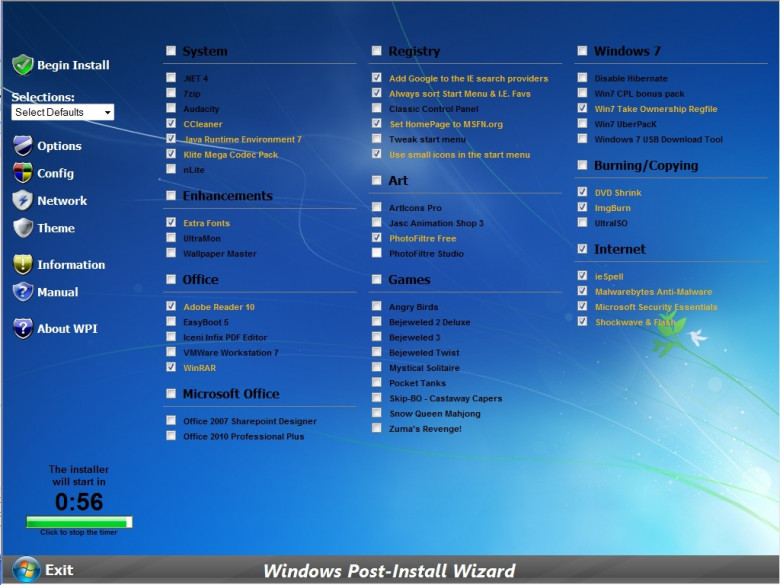 Begin Install
Selections:
Select Defaults
Options
Config
Network
Theme
Information
Manual
About WPI
The installer
will start in
0:56
Click to stop the timer
System
.NET 4
7zip
Audacity
CCleaner
Java Runtime Environment 7
Klite Mega Codec Pack
nLite
Enhancements
Extra Fonts
UltraMon
Wallpaper Master
Office
Adobe Reader 10
EasyBoot 5
Iceni Infix PDF Editor
VMWare Workstation 7
WinRAR
Microsoft Office
Office 2007 Sharepoint Designer
Office 2010 Professional Plus
Registry
Add Google to the IE search providers
Always sort Start Menu & I.E. Favs
Classic Control Panel
Set HomePage to MSFN.org
Tweak start menu
Use small icons in the start menu
Art
ArtIcons Pro
Jasc Animation Shop 3
PhotoFiltre Free
PhotoFiltre Studio
Games
Angry Birds
Bejeweled 2 Deluxe
Bejeweled 3
Bejeweled Twist
Mystical Solitaire
Pocket Tanks
Skip-BO - Castaway Capers
Snow Queen Mahjong
Zuma's Revenge!
Windows 7
Disable Hibernate
Win7 CPL bonus pack
Win7 Take Ownership Regfile
Win7 UberPacK
Windows 7 USB Download Tool
Burning/Copying
DVD Shrink
ImgBurn
UltraISO
Internet
ieSpell
Malwarebytes Anti-Malware
Microsoft Security Essentials
Shockwave & Flash
Exit
Windows Post-Install Wizard